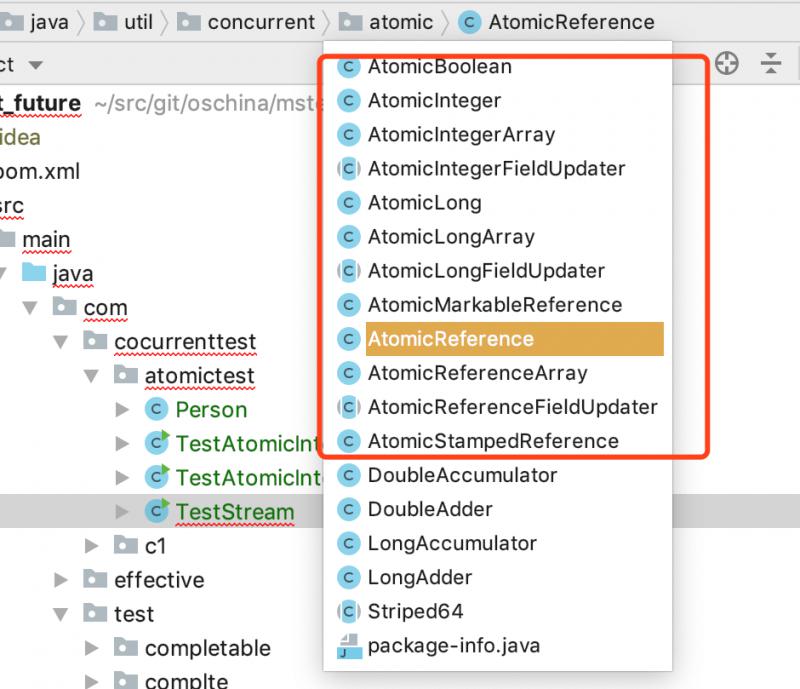 java util concurrent atomic C AtomicReference
ct
t_future ~/src/git/oschina/mste
idea
pom.xml
src
main
java
com
cocurrenttest
atomictest
C Person
C TestAtomicInt
C TestAtomicInte
C TestStream
c1
effective
test
completable
complte
C AtomicBoolean
C AtomicInteger
C AtomicIntegerArray
C AtomicIntegerFieldUpdater
C AtomicLong
C AtomicLongArray
C AtomicLongFieldUpdater
C AtomicMarkableReference
C AtomicReference
C AtomicReferenceArray
C AtomicReferenceFieldUpdater
C AtomicStampedReference
C DoubleAccumulator
C DoubleAdder
C LongAccumulator
C LongAdder
C Striped64
J package-info.java